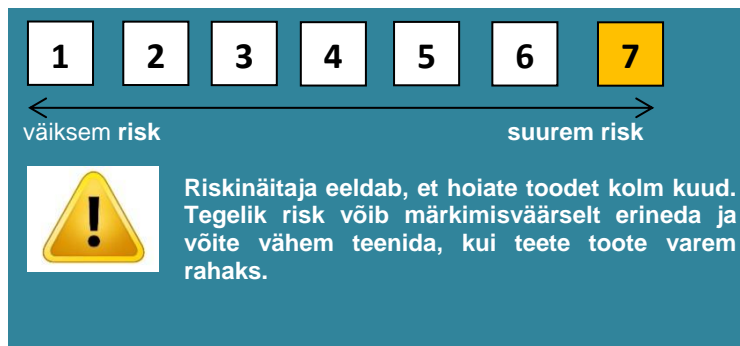 1 2 3 4 5 6 7
väiksem risk suurem risk
Riskinäitaja eeldab, et hoiate toodet kolm kuud.
Tegelik risk võib märkimisväärselt erineda ja
võite vähem teenida, kui teete toote varem
rahaks.